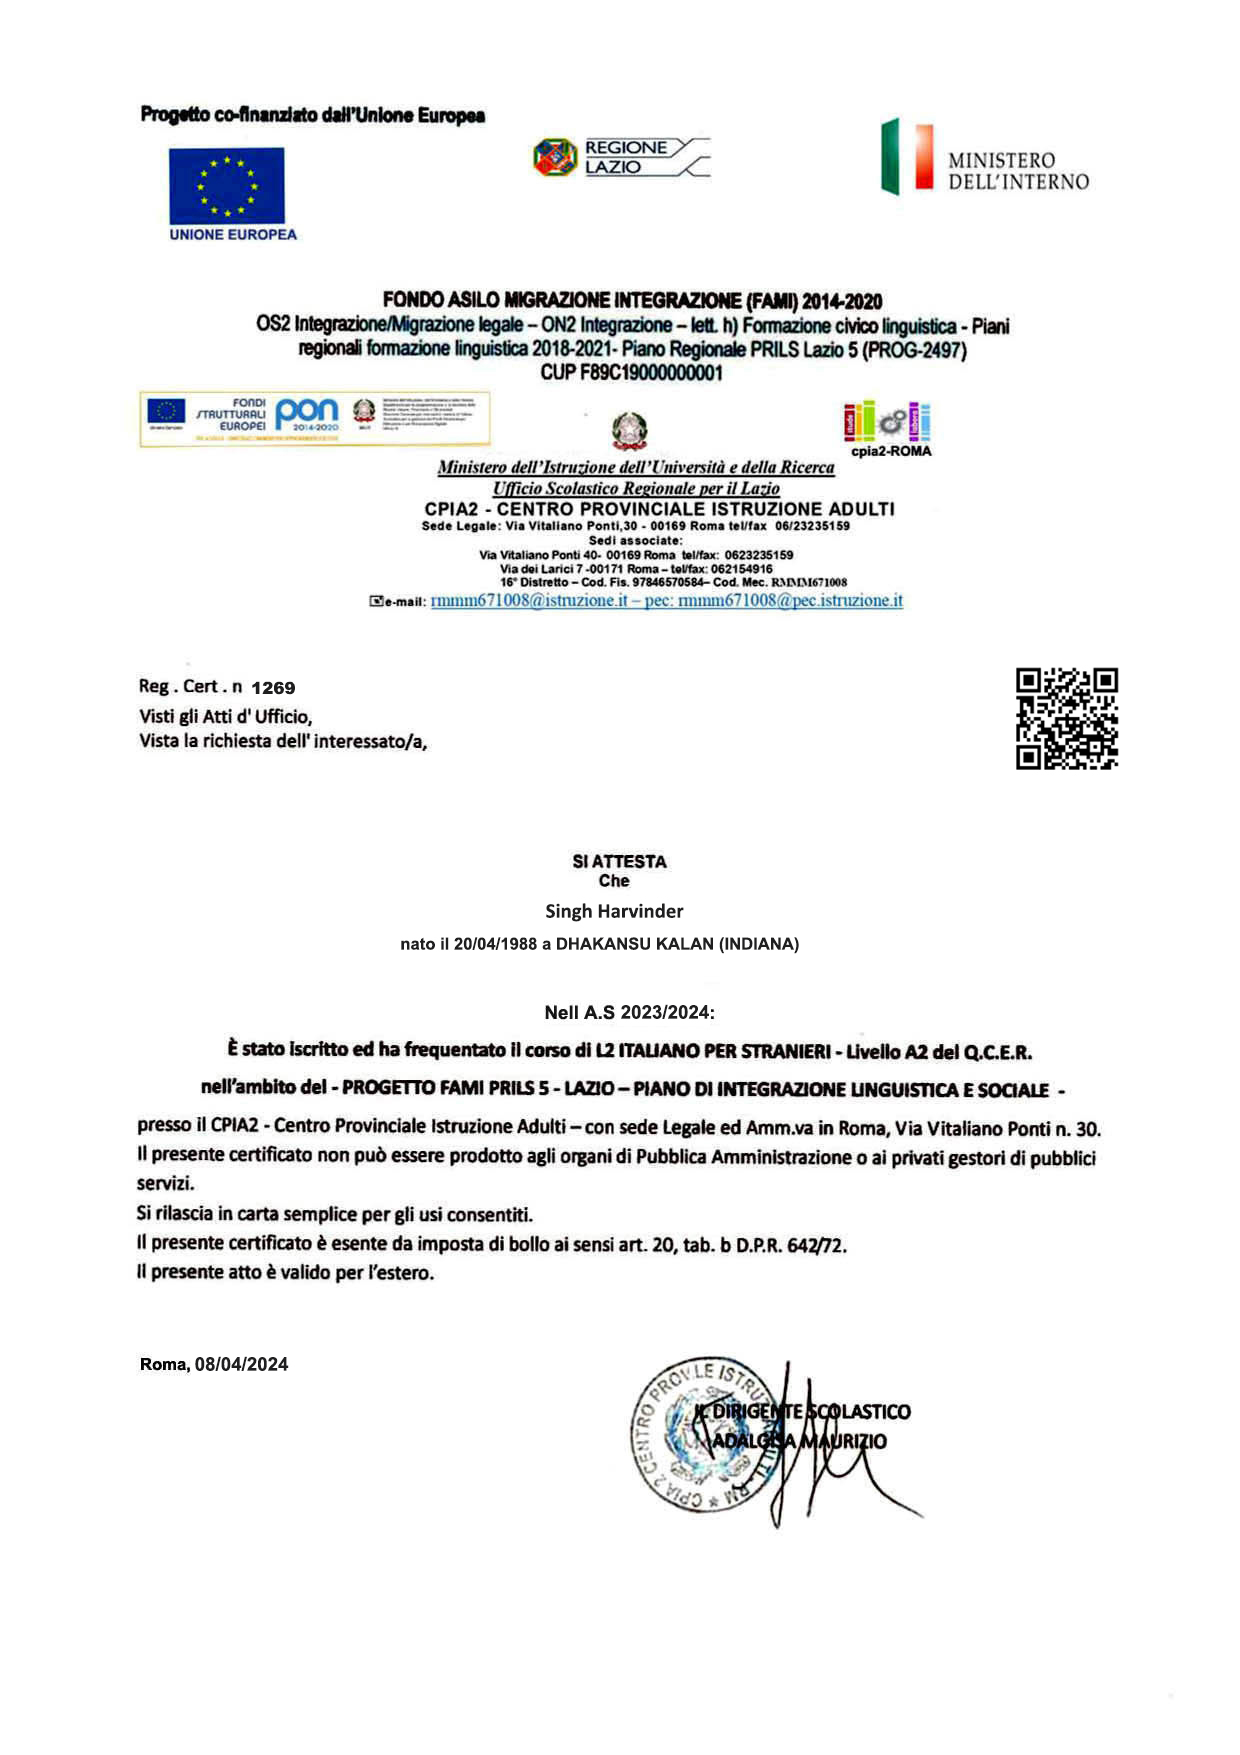 Progetto co-finanziato dall'Unione Europea
UNIONE EUROPEA
REGIONE
LAZIO
MINISTERO
DELL'INTERNO
FONDO ASILO MIGRAZIONE INTEGRAZIONE (FAMI) 2014-2020
OS2 Integrazione/Migrazione legale – ON2 Integrazione – lett. h) Formazione civico linguistica - Piani
regionali formazione linguistica 2018-2021- Piano Regionale PRILS Lazio 5 (PROG-2497)
CUP F89C19000000001
FONDI
STRUTTURALI
EUROPEI
pon
2014-2020
cpia2-ROMA
Ministero dell'Istruzione dell'Università e della Ricerca
Ufficio Scolastico Regionale per il Lazio
CPIA2 - CENTRO PROVINCIALE ISTRUZIONE ADULTI
Sede Legale: Via Vitaliano Ponti,30 - 00169 Roma tel/fax 06/23235159
Sedi associate:
Via Vitaliano Ponti 40- 00169 Roma tel/fax: 0623235159
Via dei Larici 7 -00171 Roma – tel/fax: 062154916
16° Distretto – Cod. Fis. 97846570584– Cod. Mec. RMMM671008
e-mail: rmmm671008@istruzione.it – pec: rmmm671008@pec.istruzione.it
Reg . Cert . n 1269
Visti gli Atti d' Ufficio,
Vista la richiesta dell' interessato/a,
SI ATTESTA
Che
Singh Harvinder
nato il 20/04/1988 a DHAKANSU KALAN (INDIANA)
Nell A.S 2023/2024:
È stato iscritto ed ha frequentato il corso di L2 ITALIANO PER STRANIERI - Livello A2 del Q.C.E.R.
nell'ambito del - PROGETTO FAMI PRILS 5 - LAZIO – PIANO DI INTEGRAZIONE LINGUISTICA E SOCIALE -
presso il CPIA2 - Centro Provinciale Istruzione Adulti – con sede Legale ed Amm.va in Roma, Via Vitaliano Ponti n. 30.
Il presente certificato non può essere prodotto agli organi di Pubblica Amministrazione o ai privati gestori di pubblici
servizi.
Si rilascia in carta semplice per gli usi consentiti.
Il presente certificato è esente da imposta di bollo ai sensi art. 20, tab. b D.P.R. 642/72.
Il presente atto è valido per l'estero.
Roma, 08/04/2024
CPIA 2 CENTRO PROV.LE ISTRUZ ADULTI - RM *
IL DIRIGENTE SCOLASTICO
ADALGISA MAURIZIO